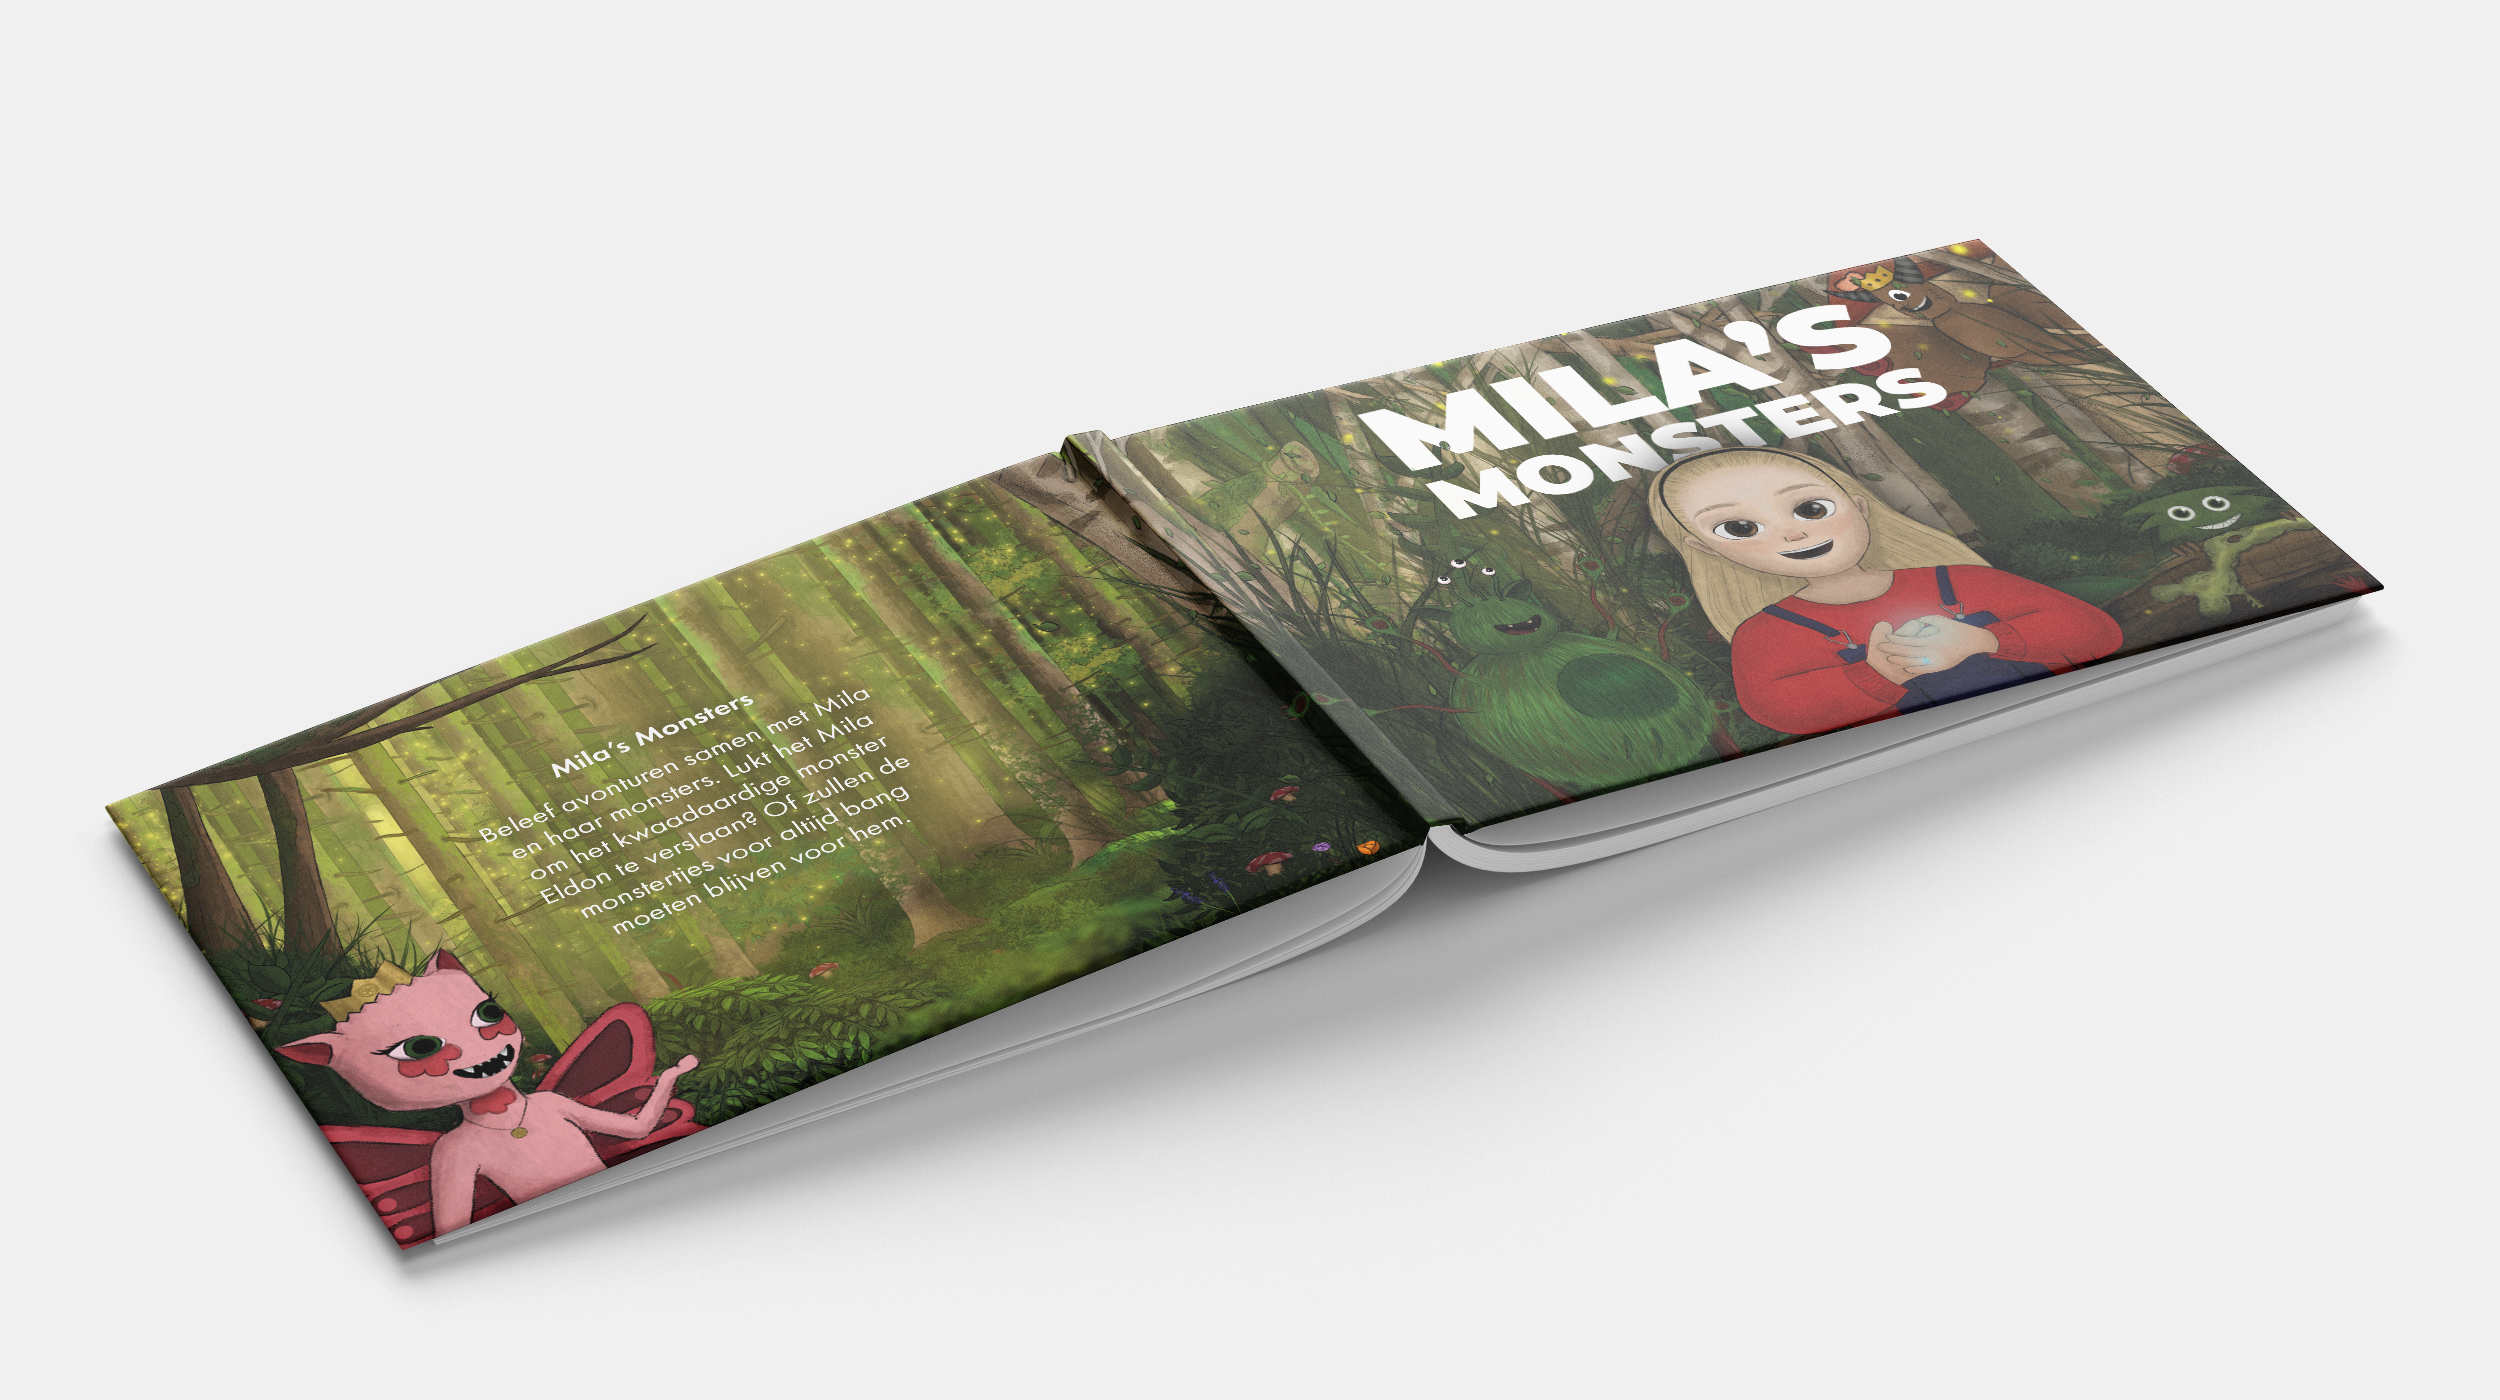 MILA'S
MONSTERS
Mila's Monsters
Beleef avonturen samen met Mila
en haar monsters. Lukt het Mila
om het kwaadaardige monster
Eldon te verslaan? Of zullen de
monstertjes voor altijd bang
moeten blijven voor hem.